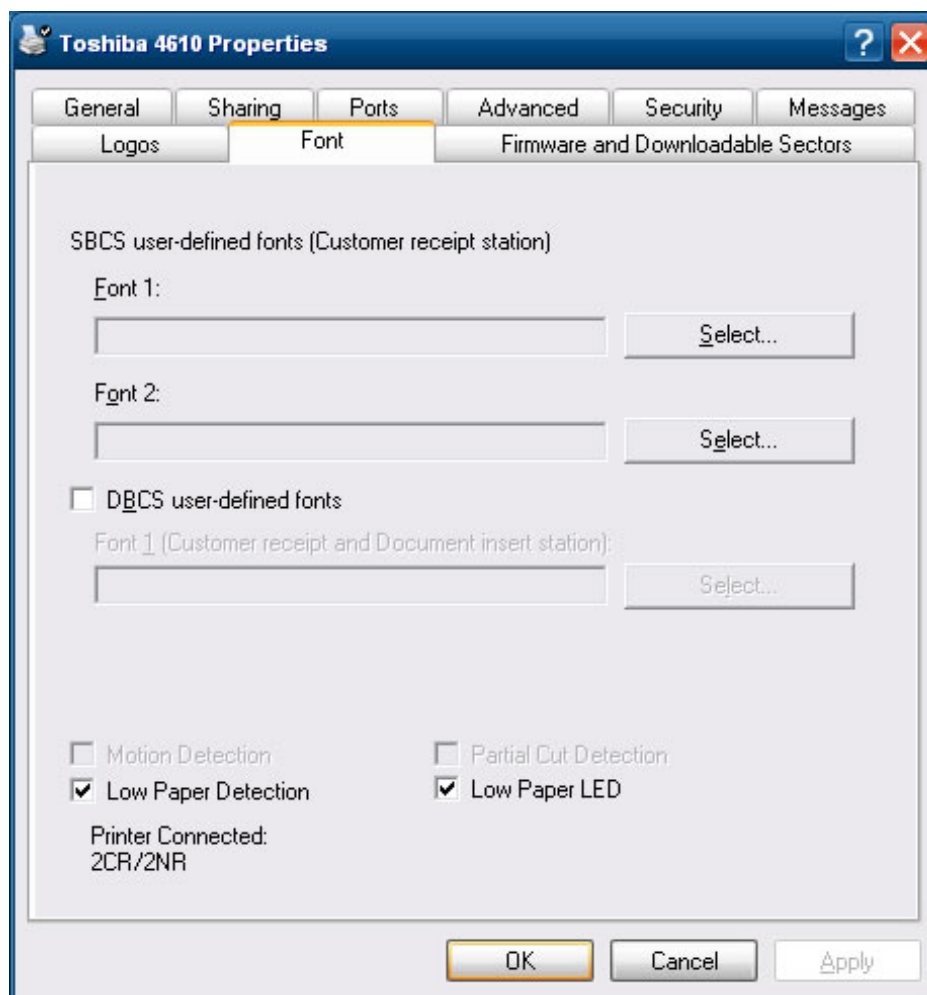 Toshiba 4610 Properties
?
General Sharing Ports Advanced Security Messages
Logos Font Firmware and Downloadable Sectors
SBCS user-defined fonts (Customer receipt station)
Font 1:
Select...
Font 2:
Select...
DBCS user-defined fonts
Font 1 (Customer receipt and Document insert station):
Select...
Motion Detection Partial Cut Detection
Low Paper Detection Low Paper LED
Printer Connected:
2CR/2NR
OK Cancel Apply